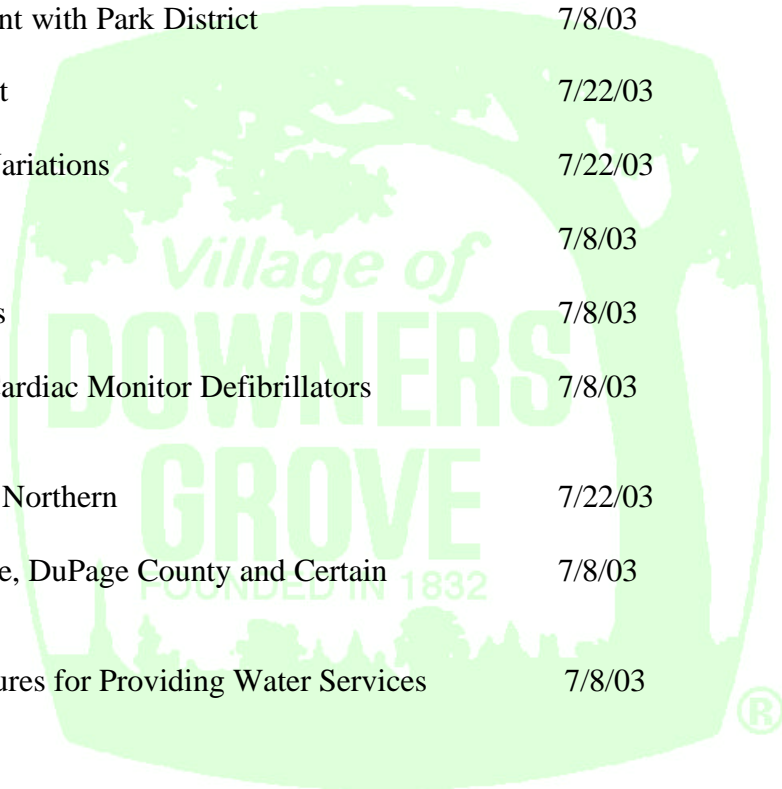 nt with Park District 7/8/03
t 7/22/03
Variations 7/22/03
7/8/03
Village of
s 7/8/03
DOWNERS
Cardiac Monitor Defibrillators 7/8/03
GROVE
Northern 7/22/03
e, DuPage County and Certain 7/8/03
FOUNDED IN 1832
ures for Providing Water Services 7/8/03
®